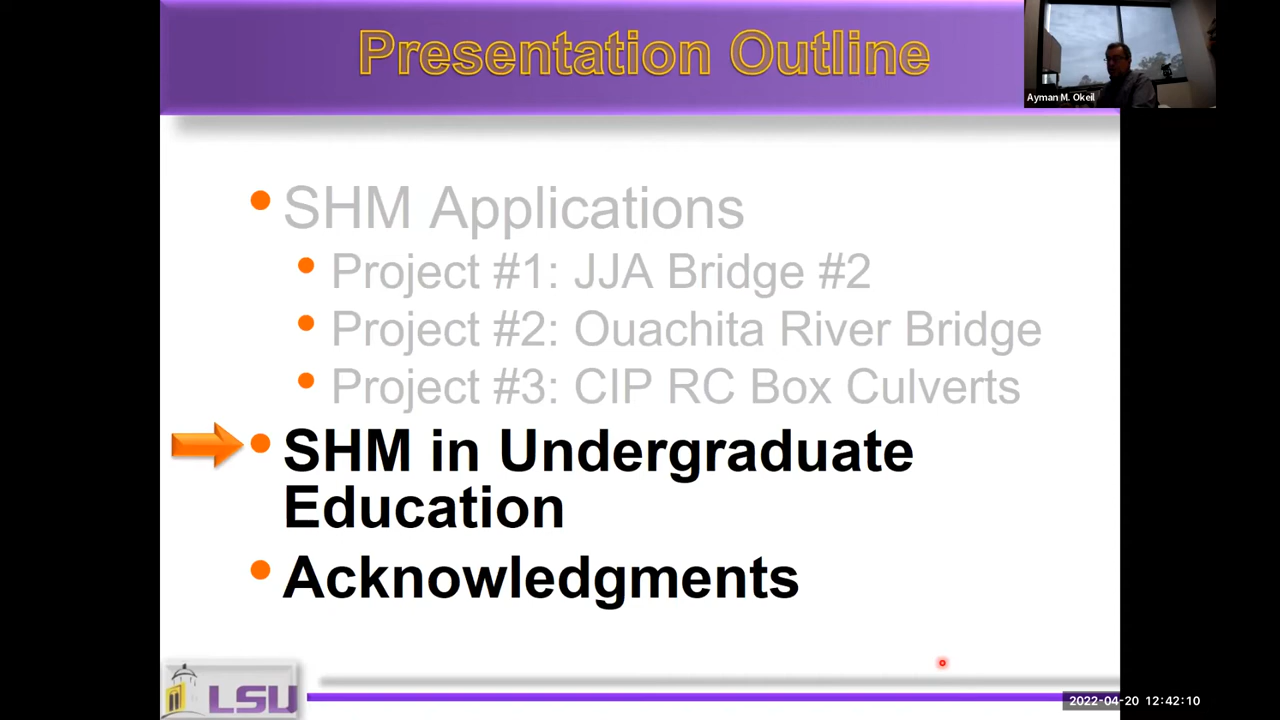 Presentation Outline
Ayman M. Okeil
SHM Applications
Project #1: JJA Bridge #2
Project #2: Ouachita River Bridge
Project #3: CIP RC Box Culverts
SHM in Undergraduate
Education
Acknowledgments
LSU
2022-04-20 12:42:10